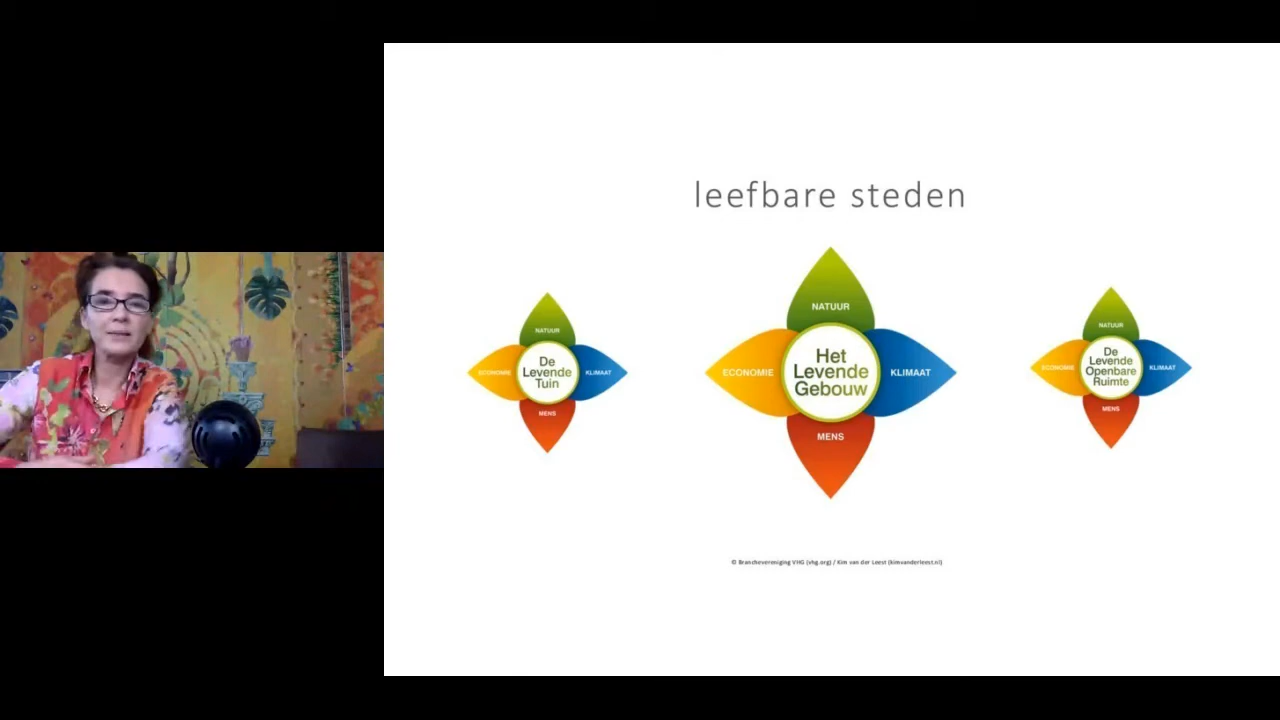 leefbare steden
NATUUR
ECONOMIE
De
Levende
Tuin
KLIMAAT
MENS
NATUUR
ECONOMIE
Het
Levende
Gebouw
KLIMAAT
MENS
NATUUR
ECONOMIE
De
Levende
Openbare
Ruimte
KLIMAAT
MENS
© Branchevereniging VHG (vhg.org) / Kim van der Leest (kimvanderleest.nl)